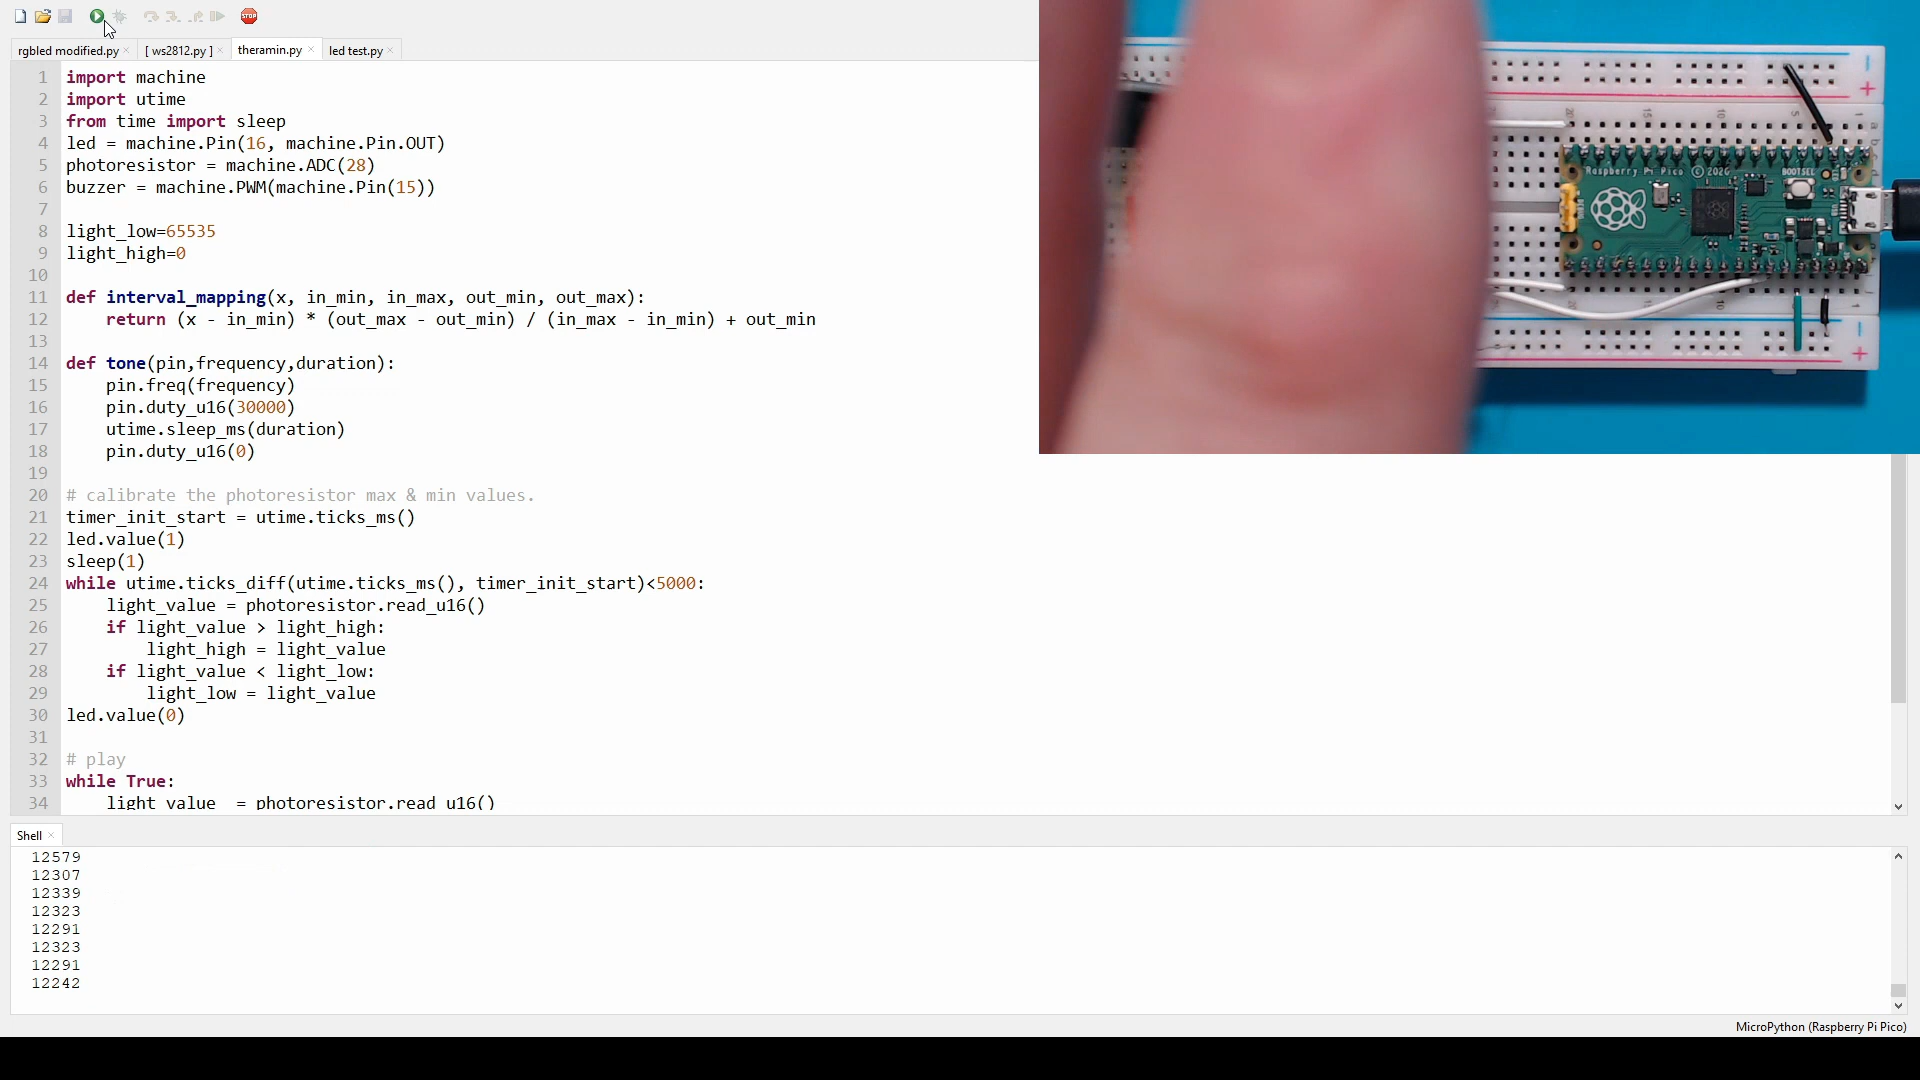 rgbled modified.py × [ ws2812.py ] × theramin.py × led test.py ×
1 import machine
2 import utime
3 from time import sleep
4 led = machine.Pin(16, machine.Pin.OUT)
5 photoresistor = machine.ADC(28)
6 buzzer = machine.PWM(machine.Pin(15))
7
8 light_low=65535
9 light_high=0
10
11 def interval_mapping(x, in_min, in_max, out_min, out_max):
12 return (x - in_min) * (out_max - out_min) / (in_max - in_min) + out_min
13
14 def tone(pin,frequency,duration):
15 pin.freq(frequency)
16 pin.duty_u16(30000)
17 utime.sleep_ms(duration)
18 pin.duty_u16(0)
19
20 # calibrate the photoresistor max & min values.
21 timer_init_start = utime.ticks_ms()
22 led.value(1)
23 sleep(1)
24 while utime.ticks_diff(utime.ticks_ms(), timer_init_start)<5000:
25 light_value = photoresistor.read_u16()
26 if light_value > light_high:
27 light_high = light_value
28 if light_value < light_low:
29 light_low = light_value
30 led.value(0)
31
32 # play
33 while True:
34 light_value  = photoresistor.read_u16()
STOP
Raspberry Pi Pico © 2020
BOOTSEL
Shell ×
12579
12307
12339
12323
12291
12323
12291
12242
MicroPython (Raspberry Pi Pico)